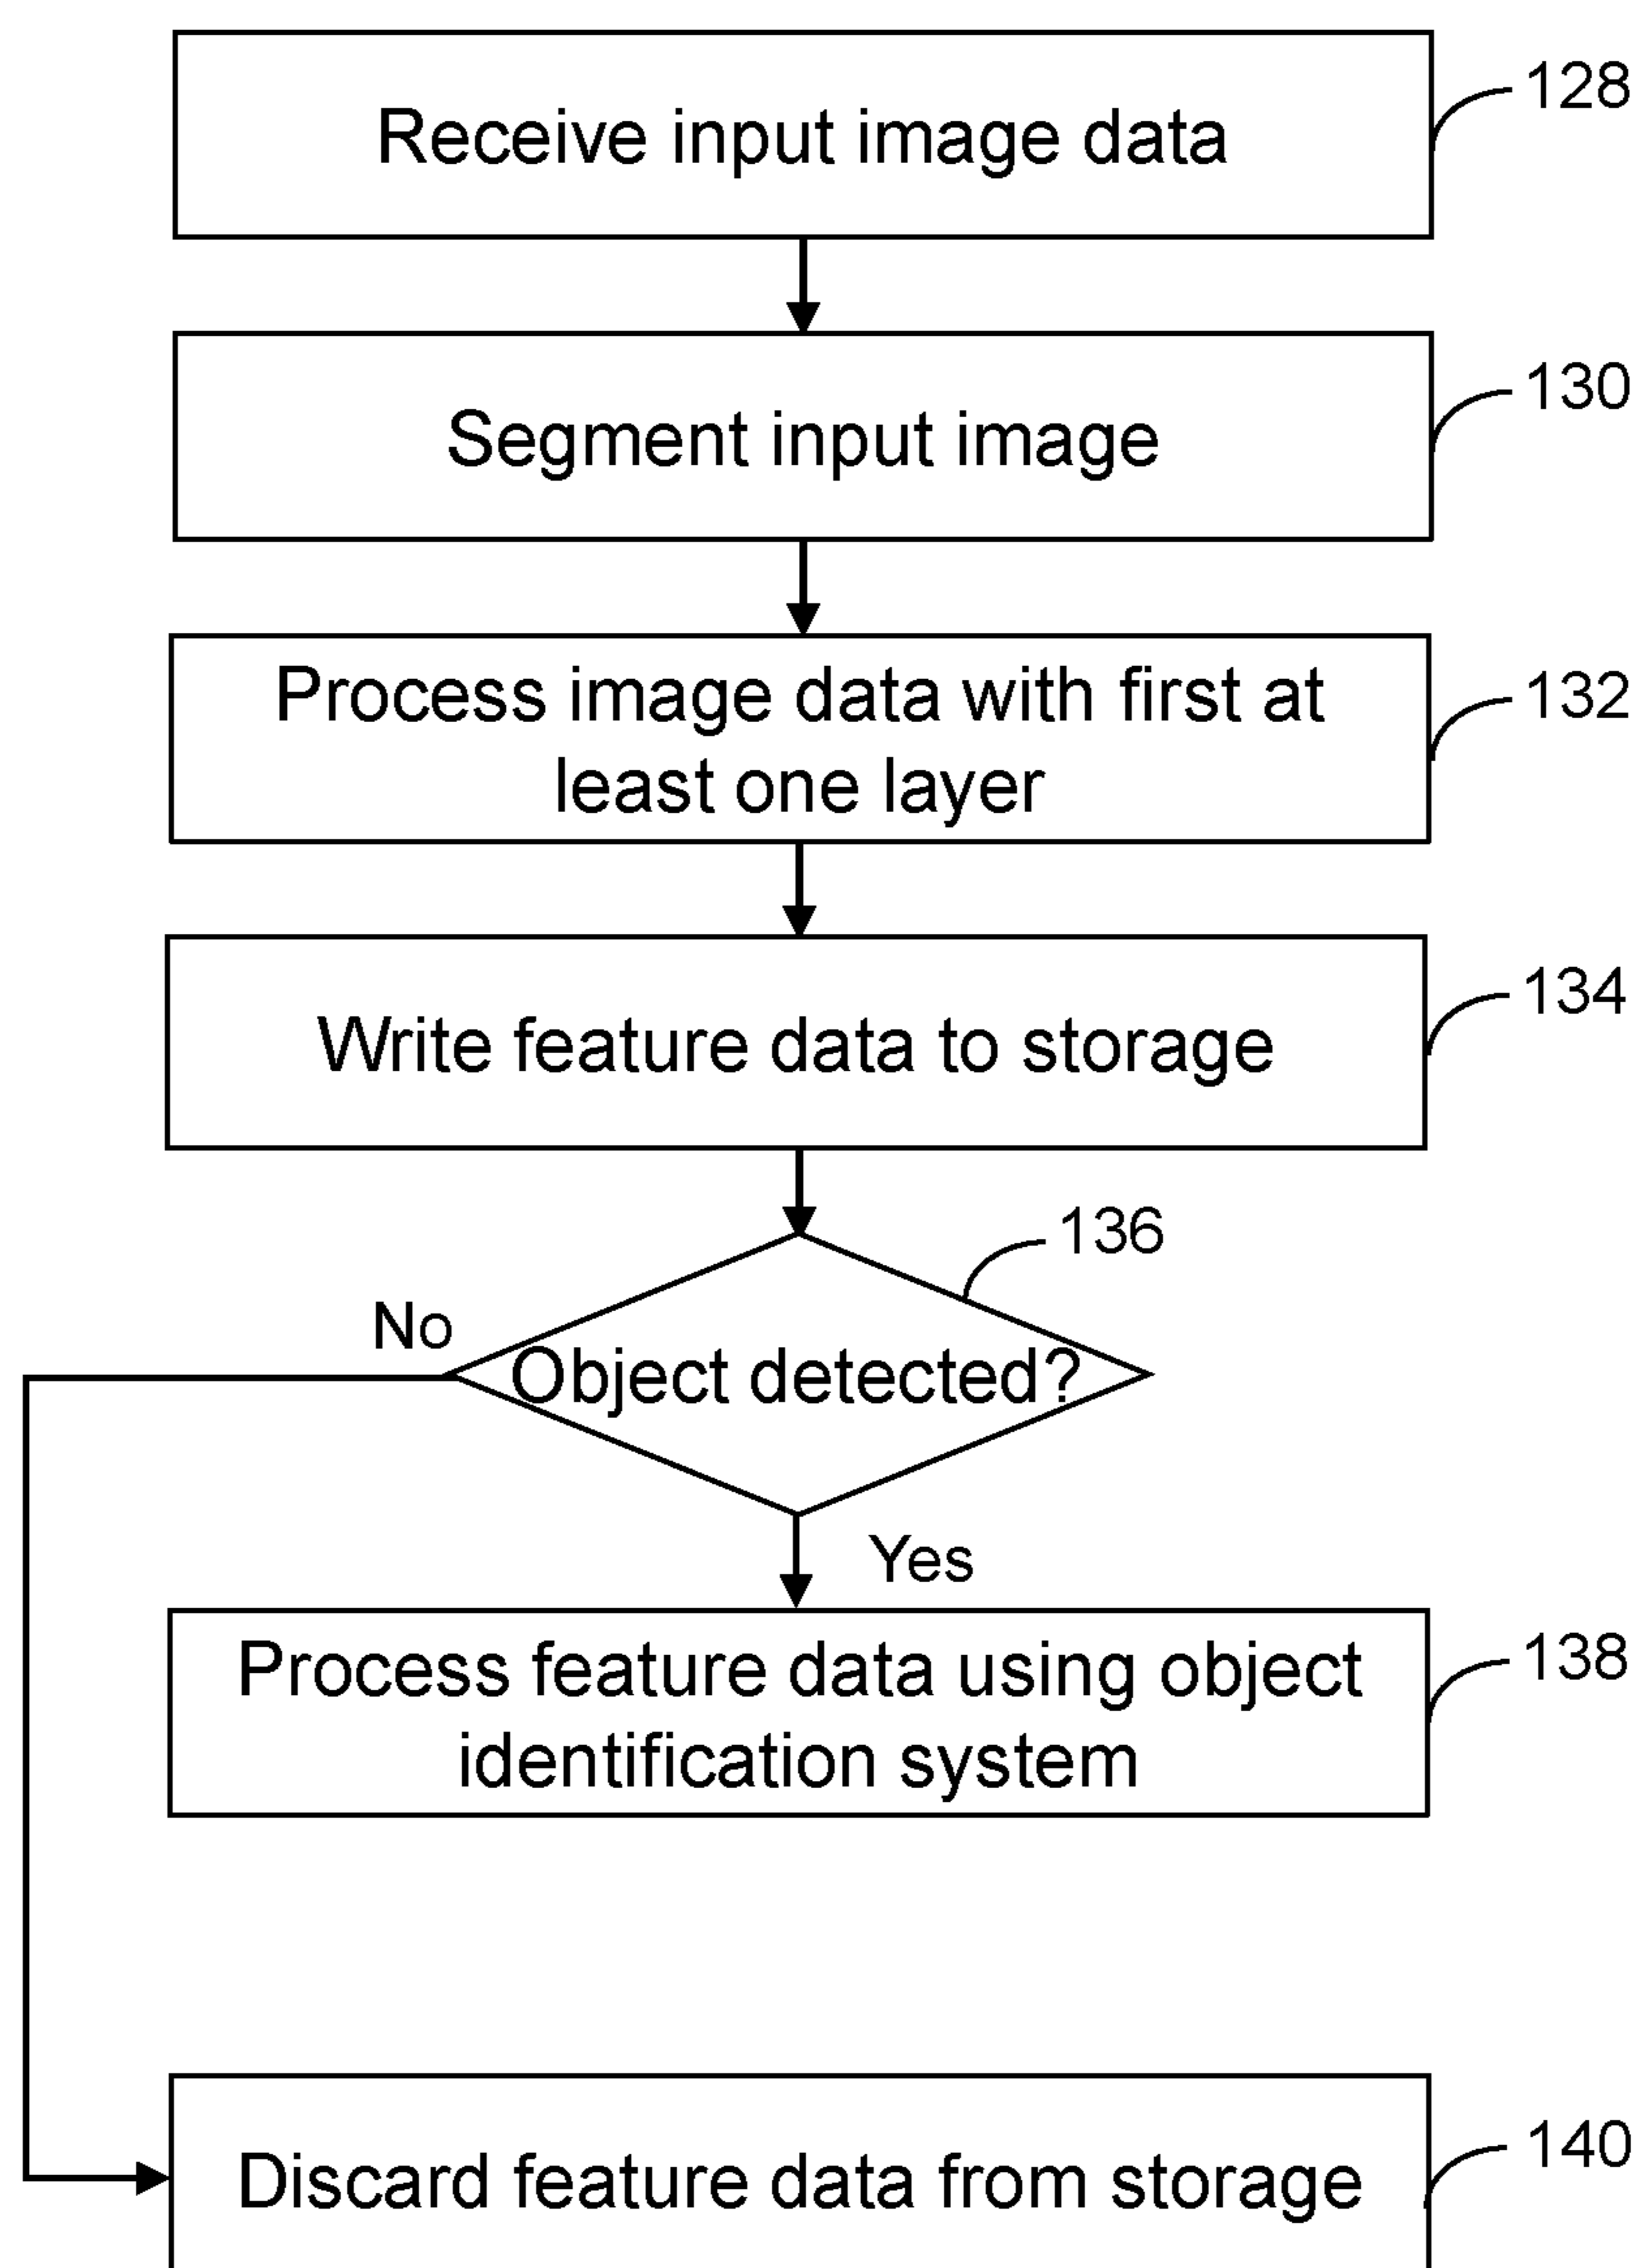 Receive input image data
128
Segment input image
130
Process image data with first at
least one layer
132
Write feature data to storage
134
136
No
Object detected?
Yes
Process feature data using object
identification system
138
Discard feature data from storage
140